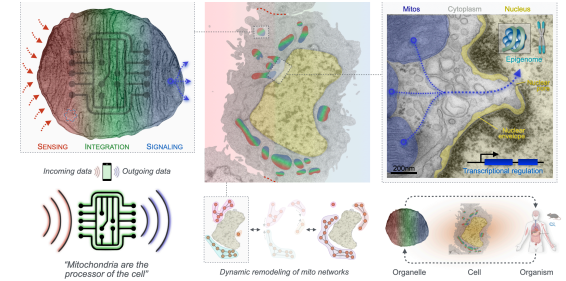 SENSING INTEGRATION SIGNALING
Incoming data Outgoing data
"Mitochondria are the
processor of the cell"
Dynamic remodeling of mito networks
Mitos Cytoplasm Nucleus
Epigenome
Nuclear
Nuclear
envelope
200nm
Transcriptional regulation
Organelle Cell Organism